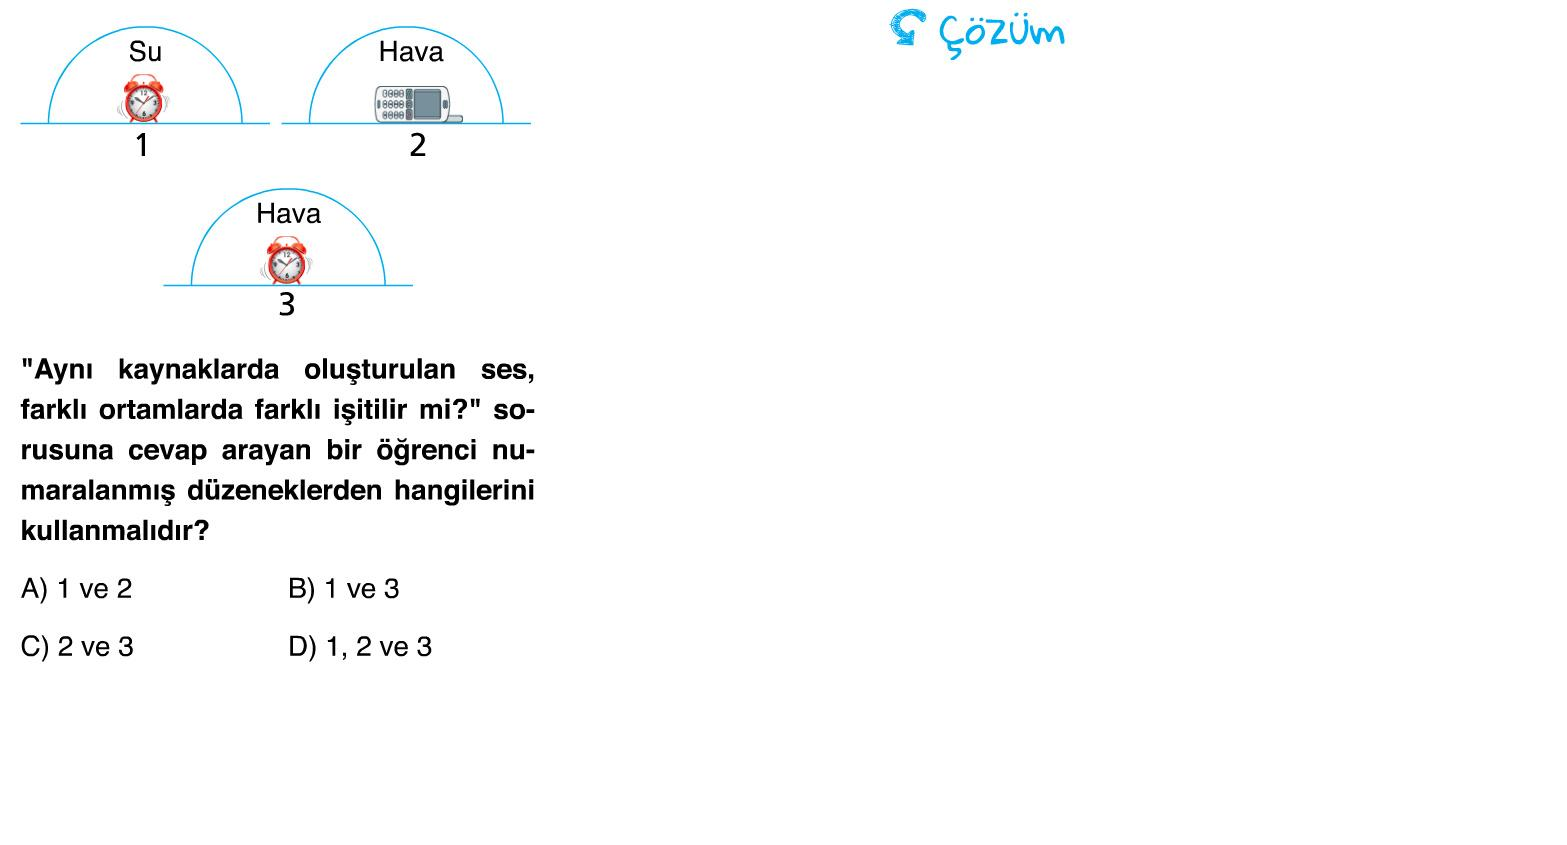 Su
Hava
1
2
Hava
3
"Aynı kaynaklarda oluşturulan ses,
farklı ortamlarda farklı işitilir mi?" so-
rusuna cevap arayan bir öğrenci nu-
maralanmış düzeneklerden hangilerini
kullanmalıdır?
A) 1 ve 2
B) 1 ve 3
C) 2 ve 3
D) 1, 2 ve 3
Çözüm